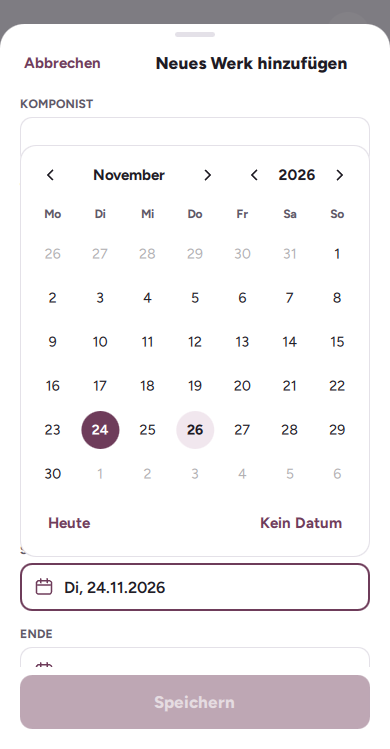 Abbrechen Neues Werk hinzufügen
KOMPONIST
November 2026
Mo Di Mi Do Fr Sa So
26 27 28 29 30 31 1
2 3 4 5 6 7 8
9 10 11 12 13 14 15
16 17 18 19 20 21 22
23 24 25 26 27 28 29
30 1 2 3 4 5 6
Heute Kein Datum
Di, 24.11.2026
ENDE
Speichern